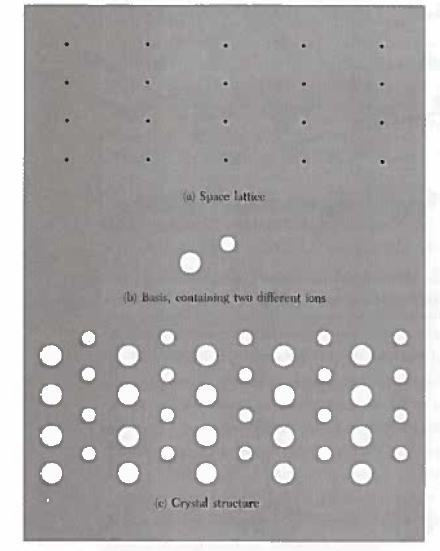 (a) Space lattice
(b) Basis, containing two different ions
(c) Crystal structure